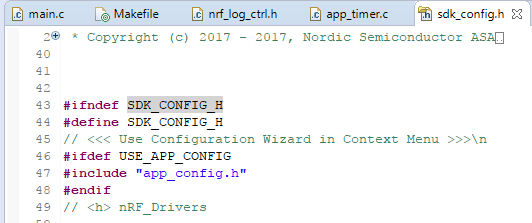 main.c Makefile nrf_log_ctrl.h app_timer.c sdk_config.h
2 * Copyright (c) 2017 - 2017, Nordic Semiconductor ASA
40
41
42
43 #ifndef SDK_CONFIG_H
44 #define SDK_CONFIG_H
45 // <<< Use Configuration Wizard in Context Menu >>>\n
46 #ifdef USE_APP_CONFIG
47 #include "app_config.h"
48 #endif
49 // <h> nRF_Drivers